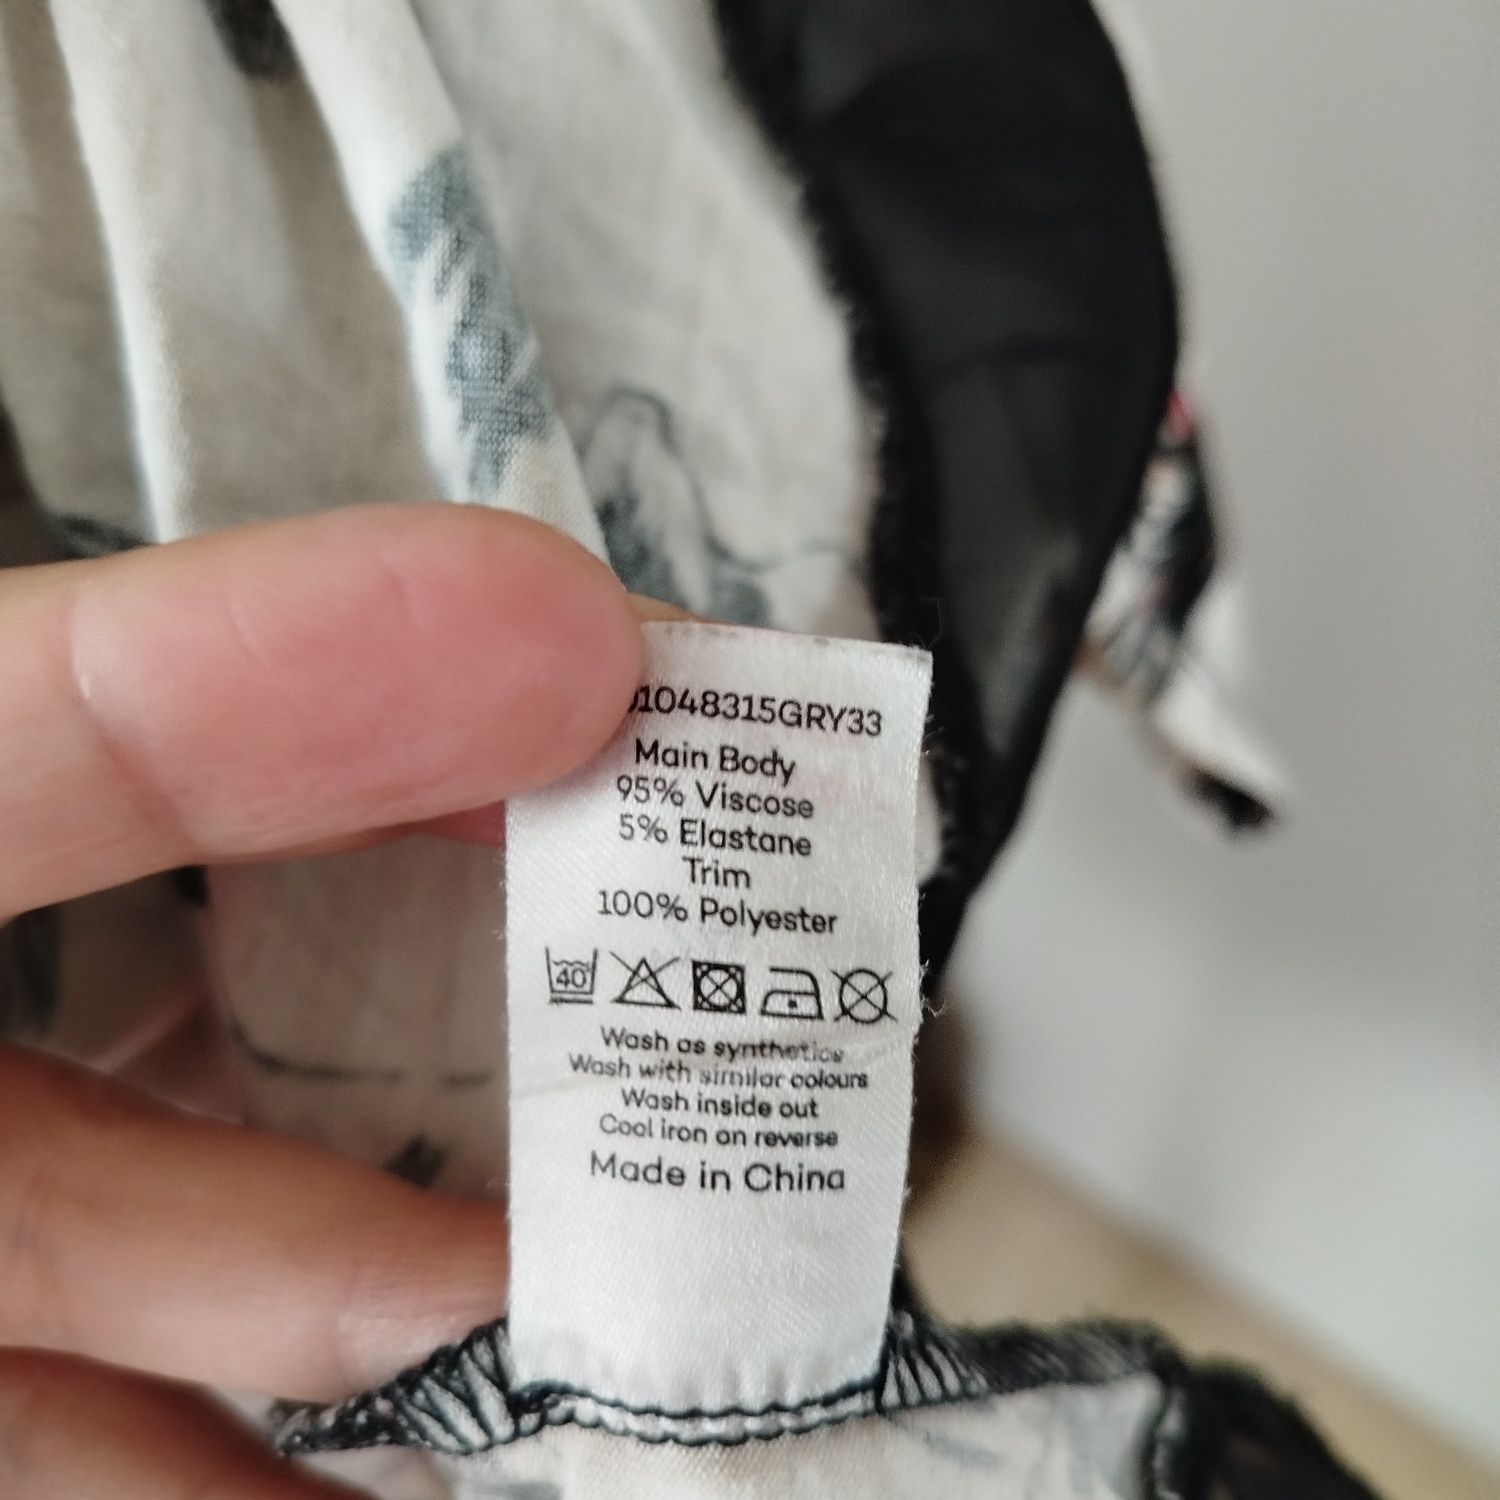 1048315GRY33
Main Body
95% Viscose
5% Elastane
Trim
100% Polyester
40
Wash as synthetics
Wash with similar colours
Wash inside out
Cool iron on reverse
Made in China